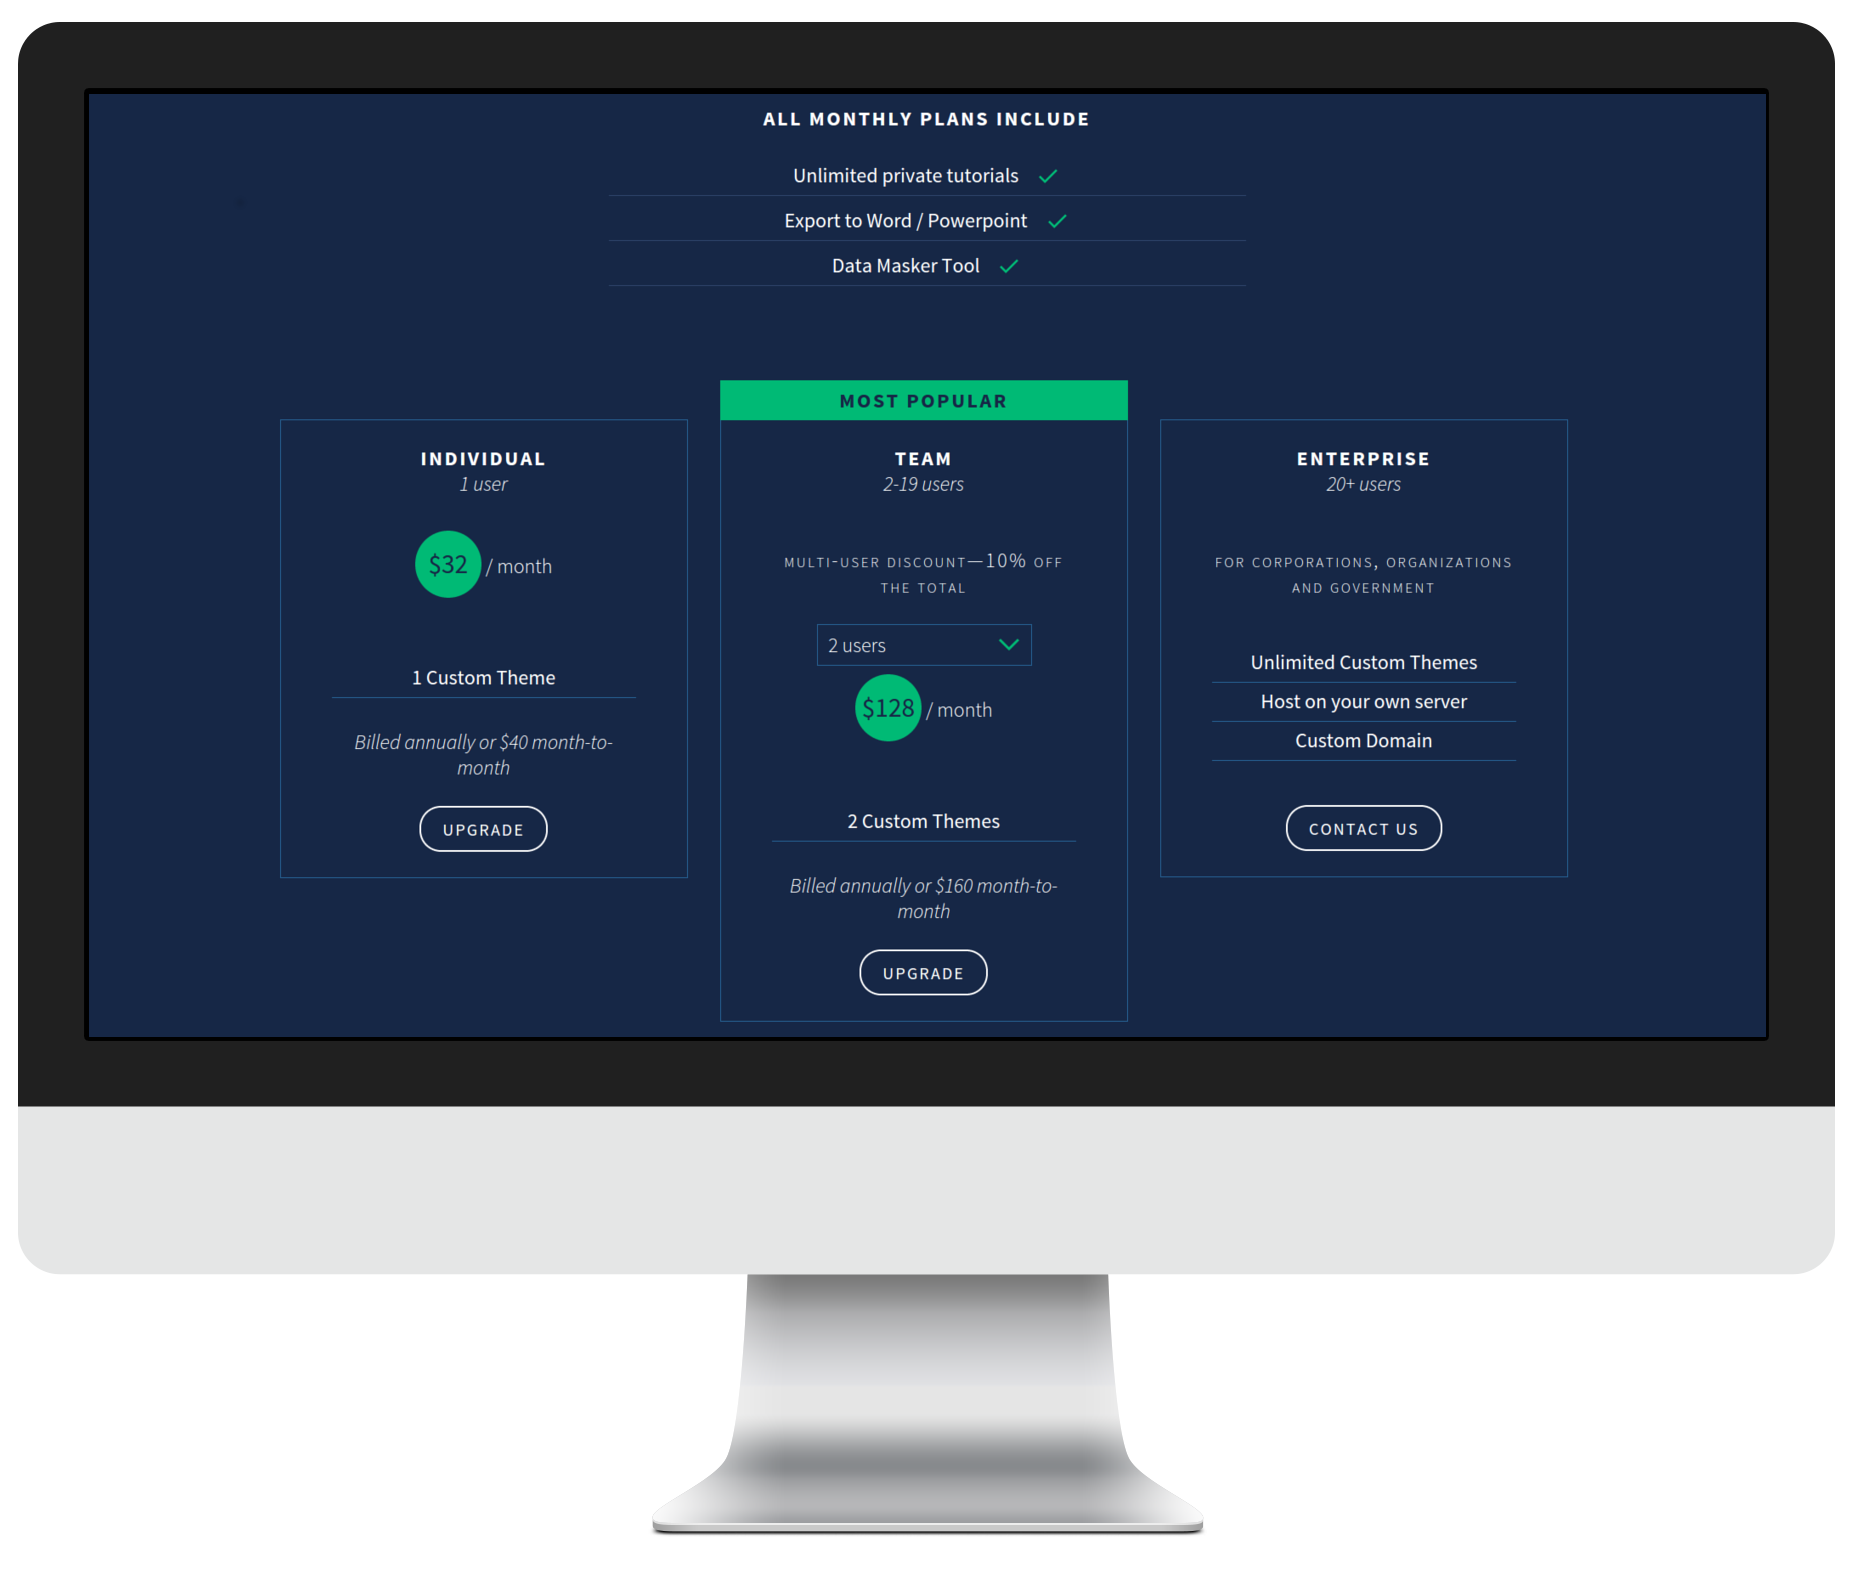 ALL MONTHLY PLANS INCLUDE
Unlimited private tutorials
Export to Word / Powerpoint
Data Masker Tool
INDIVIDUAL
1 user
$32 / month
1 Custom Theme
Billed annually or $40 month-to-
month
UPGRADE
MOST POPULAR
TEAM
2-19 users
MULTI-USER DISCOUNT—10% OFF
THE TOTAL
2 users
$128 / month
2 Custom Themes
Billed annually or $160 month-to-
month
UPGRADE
ENTERPRISE
20+ users
FOR CORPORATIONS, ORGANIZATIONS
AND GOVERNMENT
Unlimited Custom Themes
Host on your own server
Custom Domain
CONTACT US